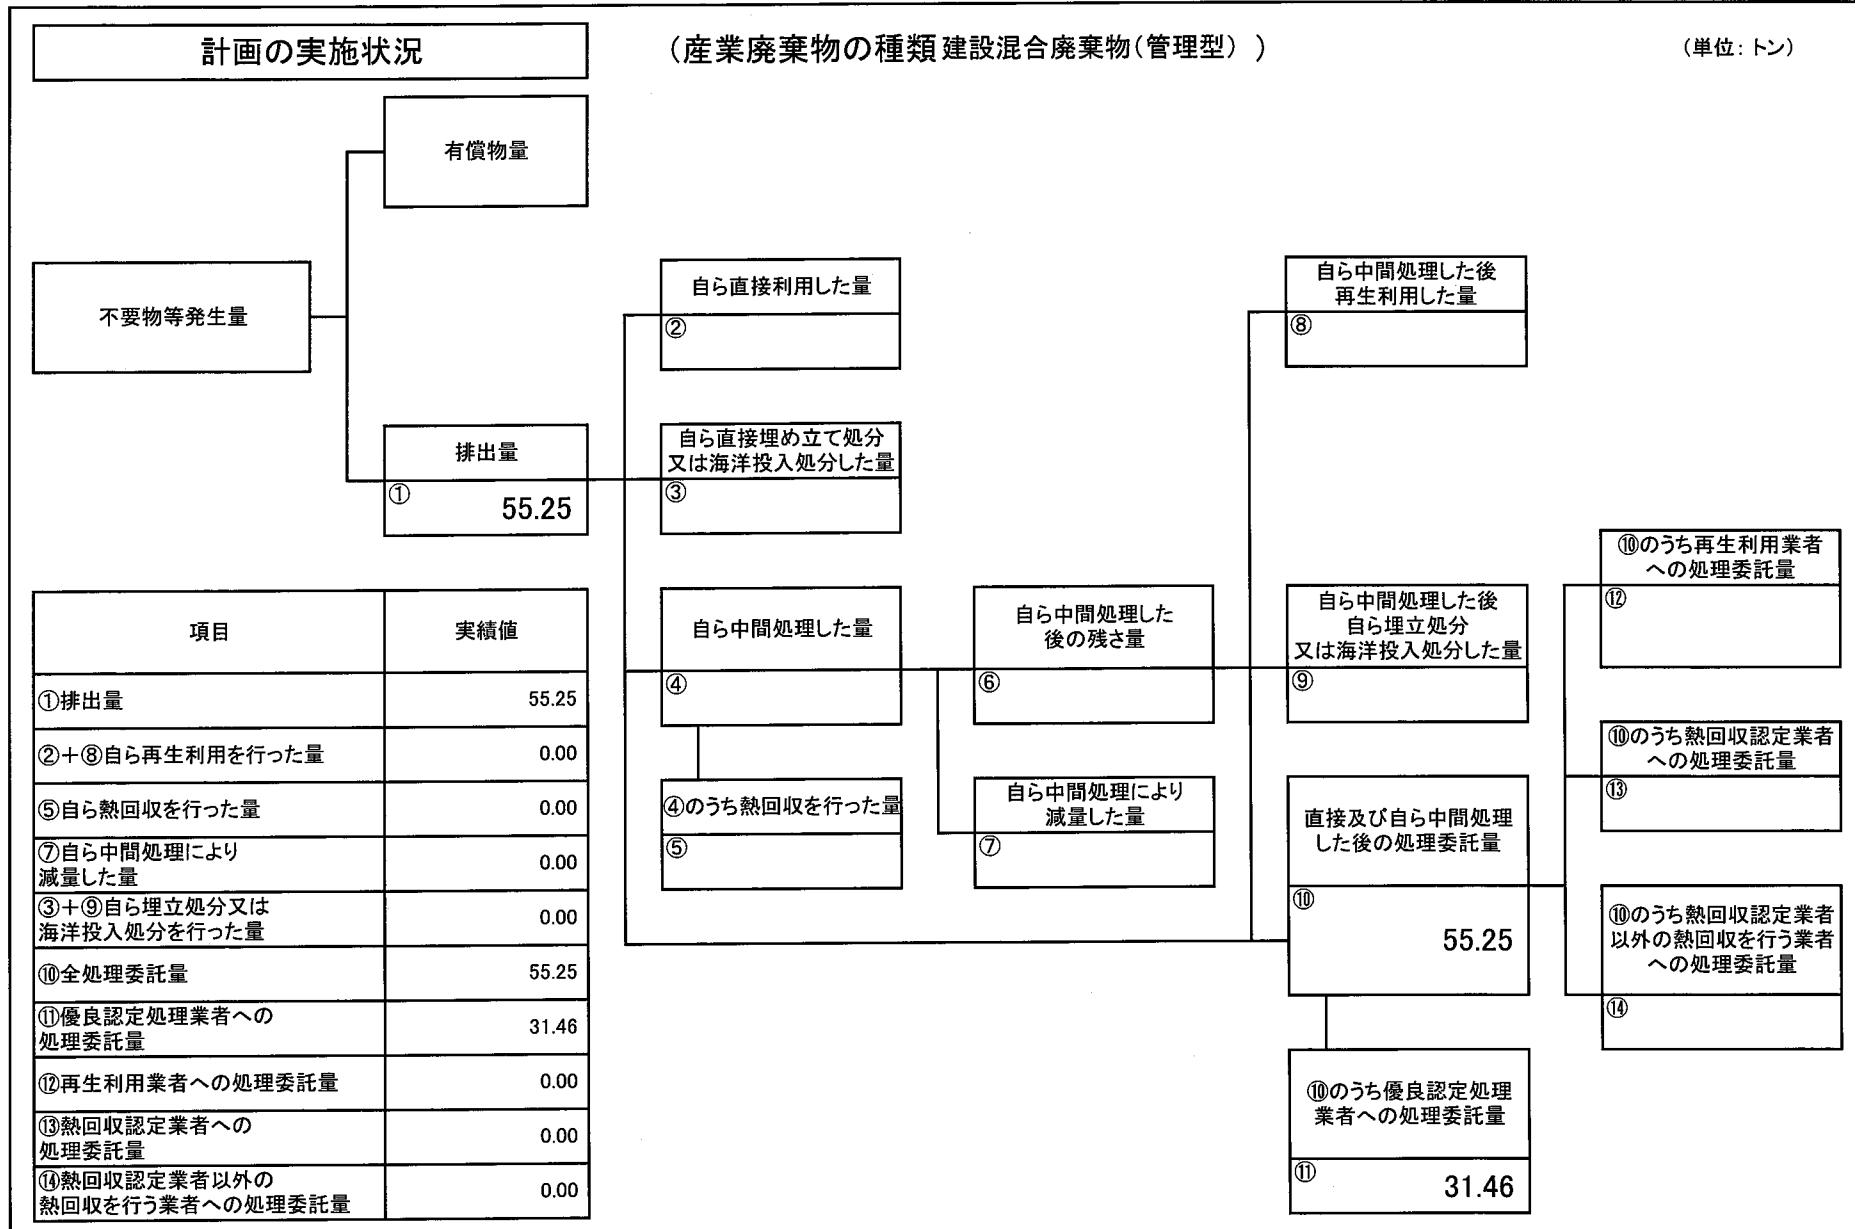 計画の実施状況
(産業廃棄物の種類 建設混合廃棄物(管理型) )
(単位:トン)
有償物量
不要物等発生量
排出量
①
55.25
自ら直接利用した量
②
自ら直接埋め立て処分
又は海洋投入処分した量
③
自ら中間処理した量
④
④のうち熱回収を行った量
⑤
自ら中間処理した
後の残さ量
⑥
自ら中間処理により
減量した量
⑦
自ら中間処理した後
再生利用した量
⑧
自ら中間処理した後
自ら埋立処分
又は海洋投入処分した量
⑨
直接及び自ら中間処理
した後の処理委託量
⑩
55.25
⑩のうち優良認定処理
業者への処理委託量
⑪
31.46
⑩のうち再生利用業者
への処理委託量
⑫
⑩のうち熱回収認定業者
への処理委託量
⑬
⑩のうち熱回収認定業者
以外の熱回収を行う業者
への処理委託量
⑭
項目 実績値
①排出量 55.25
②+⑧自ら再生利用を行った量 0.00
⑤自ら熱回収を行った量 0.00
⑦自ら中間処理により
減量した量 0.00
③+⑨自ら埋立処分又は
海洋投入処分を行った量 0.00
⑩全処理委託量 55.25
⑪優良認定処理業者への
処理委託量 31.46
⑫再生利用業者への処理委託量 0.00
⑬熱回収認定業者への
処理委託量 0.00
⑭熱回収認定業者以外の
熱回収を行う業者への処理委託量 0.00